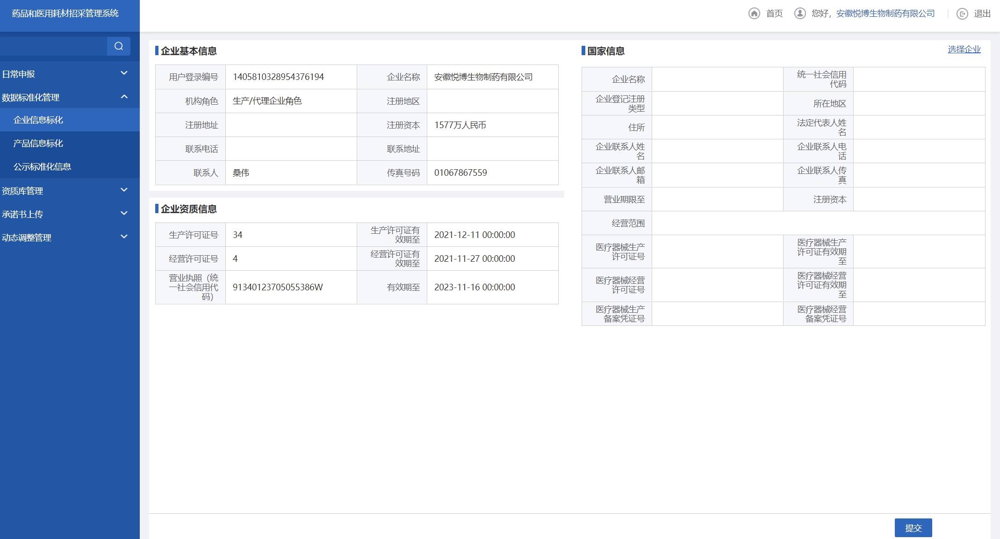 药品和医用耗材招采管理系统
首页
您好，安徽悦博生物制药有限公司
退出
日常申报
数据标准化管理
企业信息标化
产品信息标化
公示标准化信息
资质库管理
承诺书上传
动态调整管理
企业基本信息
用户登录编号 1405810328954376194 企业名称 安徽悦博生物制药有限公司
机构角色 生产/代理企业角色 注册地区
注册地址 注册资本 1577万人民币
联系电话 联系地址
联系人 桑伟 传真号码 01067867559
企业资质信息
生产许可证号 34 生产许可证有
效期至 2021-12-11 00:00:00
经营许可证号 4 经营许可证有
效期至 2021-11-27 00:00:00
营业执照（统
一社会信用代
码） 91340123705055386W 有效期至 2023-11-16 00:00:00
国家信息
选择企业
企业名称 统一社会信用
代码
企业登记注册
类型 所在地区
住所 法定代表人姓
名
企业联系人姓
名 企业联系人电
话
企业联系人邮
箱 企业联系人传
真
营业期限至 注册资本
经营范围
医疗器械生产
许可证号 医疗器械生产
许可证有效期
至
医疗器械经营
许可证号 医疗器械经营
许可证有效期
至
医疗器械生产
备案凭证号 医疗器械经营
备案凭证号
提交